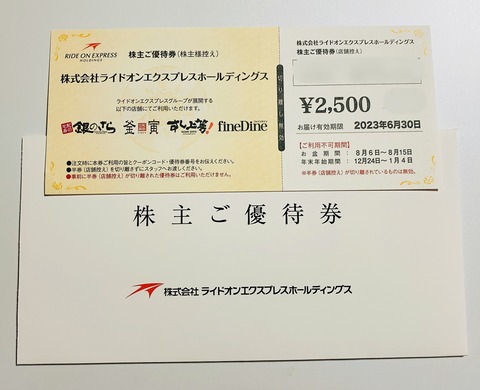 RIDE ON EXPRESS
HOLDINGS
株主ご優待券(株主様控え)
株式会社ライドオンエクスプレスホールディングス
ライドオンエクスプレスグループが展開する
以下の店舗にてご利用いただけます。
銀のさら 釜寅 すし上等! fineDine
●注文時に本券ご利用の旨とクーポンコード・優待券番号をお伝えください。
●半券(店舗控え)を切り離さずにスタッフへお渡しください。
●事前に半券(店舗控え)が切り離された優待券はご利用いただけません。
切り離し無効
株式会社ライドオンエクスプレスホールディングス
株主ご優待券(店舗控え)
¥2,500
お届け有効期限 2023年6月30日
【ご利用不可期間】
お盆期間:8月6日〜8月15日
年末年始期間:12月24日〜1月4日
※半券(店舗控え)が切り離されているものは無効。
株主ご優待券
株式会社ライドオンエクスプレスホールディングス